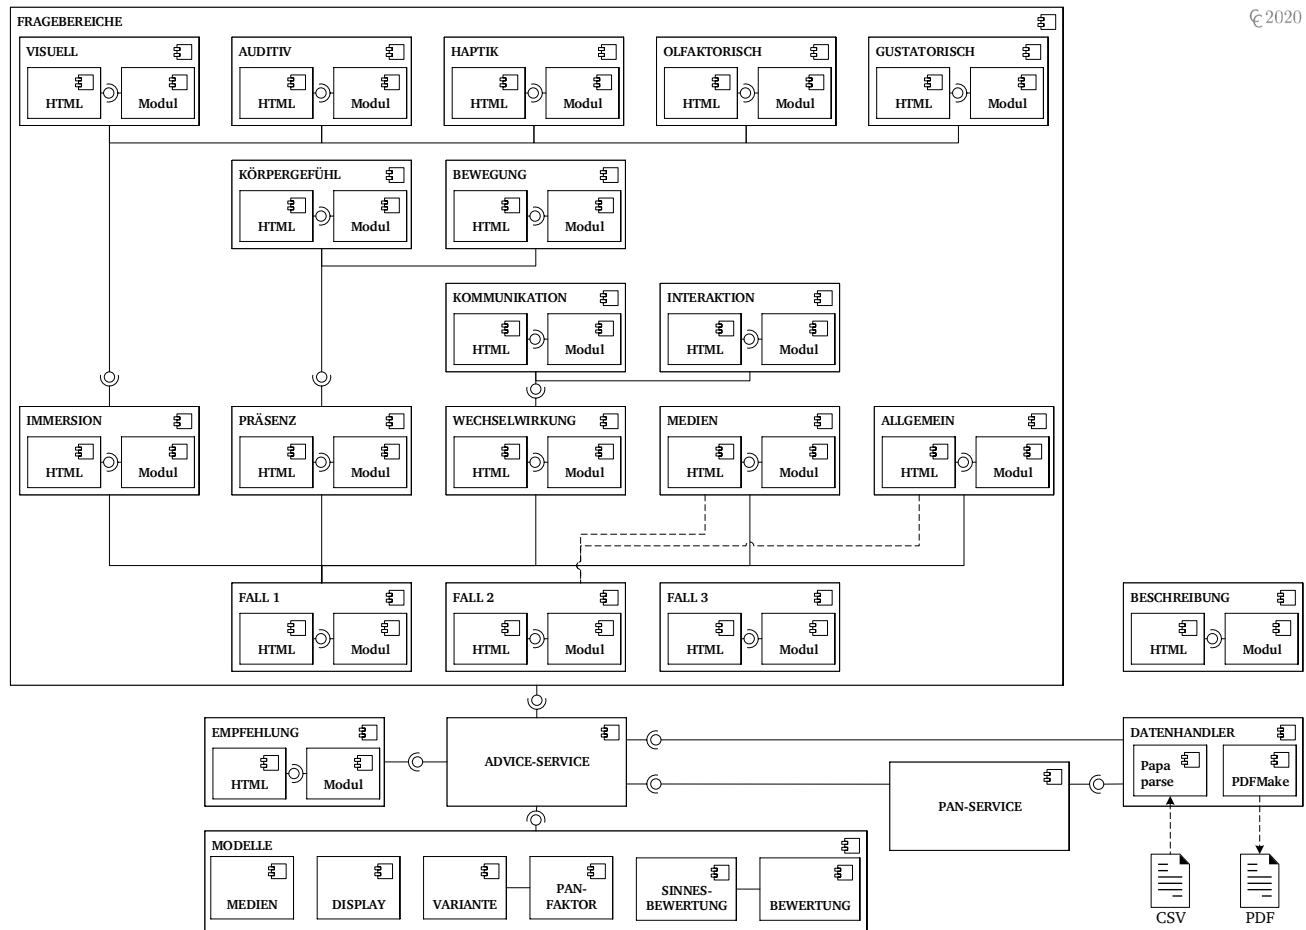 FRAGEBEREICHE
2020
VISUELL
HTML
Modul
AUDITIV
HTML
Modul
HAPTIK
HTML
Modul
OLFAKTORISCH
HTML
Modul
GUSTATORISCH
HTML
Modul
KÖRPERGEFÜHL
HTML
Modul
BEWEGUNG
HTML
Modul
KOMMUNIKATION
HTML
Modul
INTERAKTION
HTML
Modul
IMMERSION
HTML
Modul
PRÄSENZ
HTML
Modul
WECHSELWIRKUNG
HTML
Modul
MEDIEN
HTML
Modul
ALLGEMEIN
HTML
Modul
FALL 1
HTML
Modul
FALL 2
HTML
Modul
FALL 3
HTML
Modul
BESCHREIBUNG
HTML
Modul
EMPFEHLUNG
HTML
Modul
ADVICE-SERVICE
PAN-SERVICE
DATENHANDLER
Papa
parse
PDFMake
MODELLE
MEDIEN
DISPLAY
VARIANTE
PAN-
FAKTOR
SINNES-
BEWERTUNG
BEWERTUNG
CSV
PDF